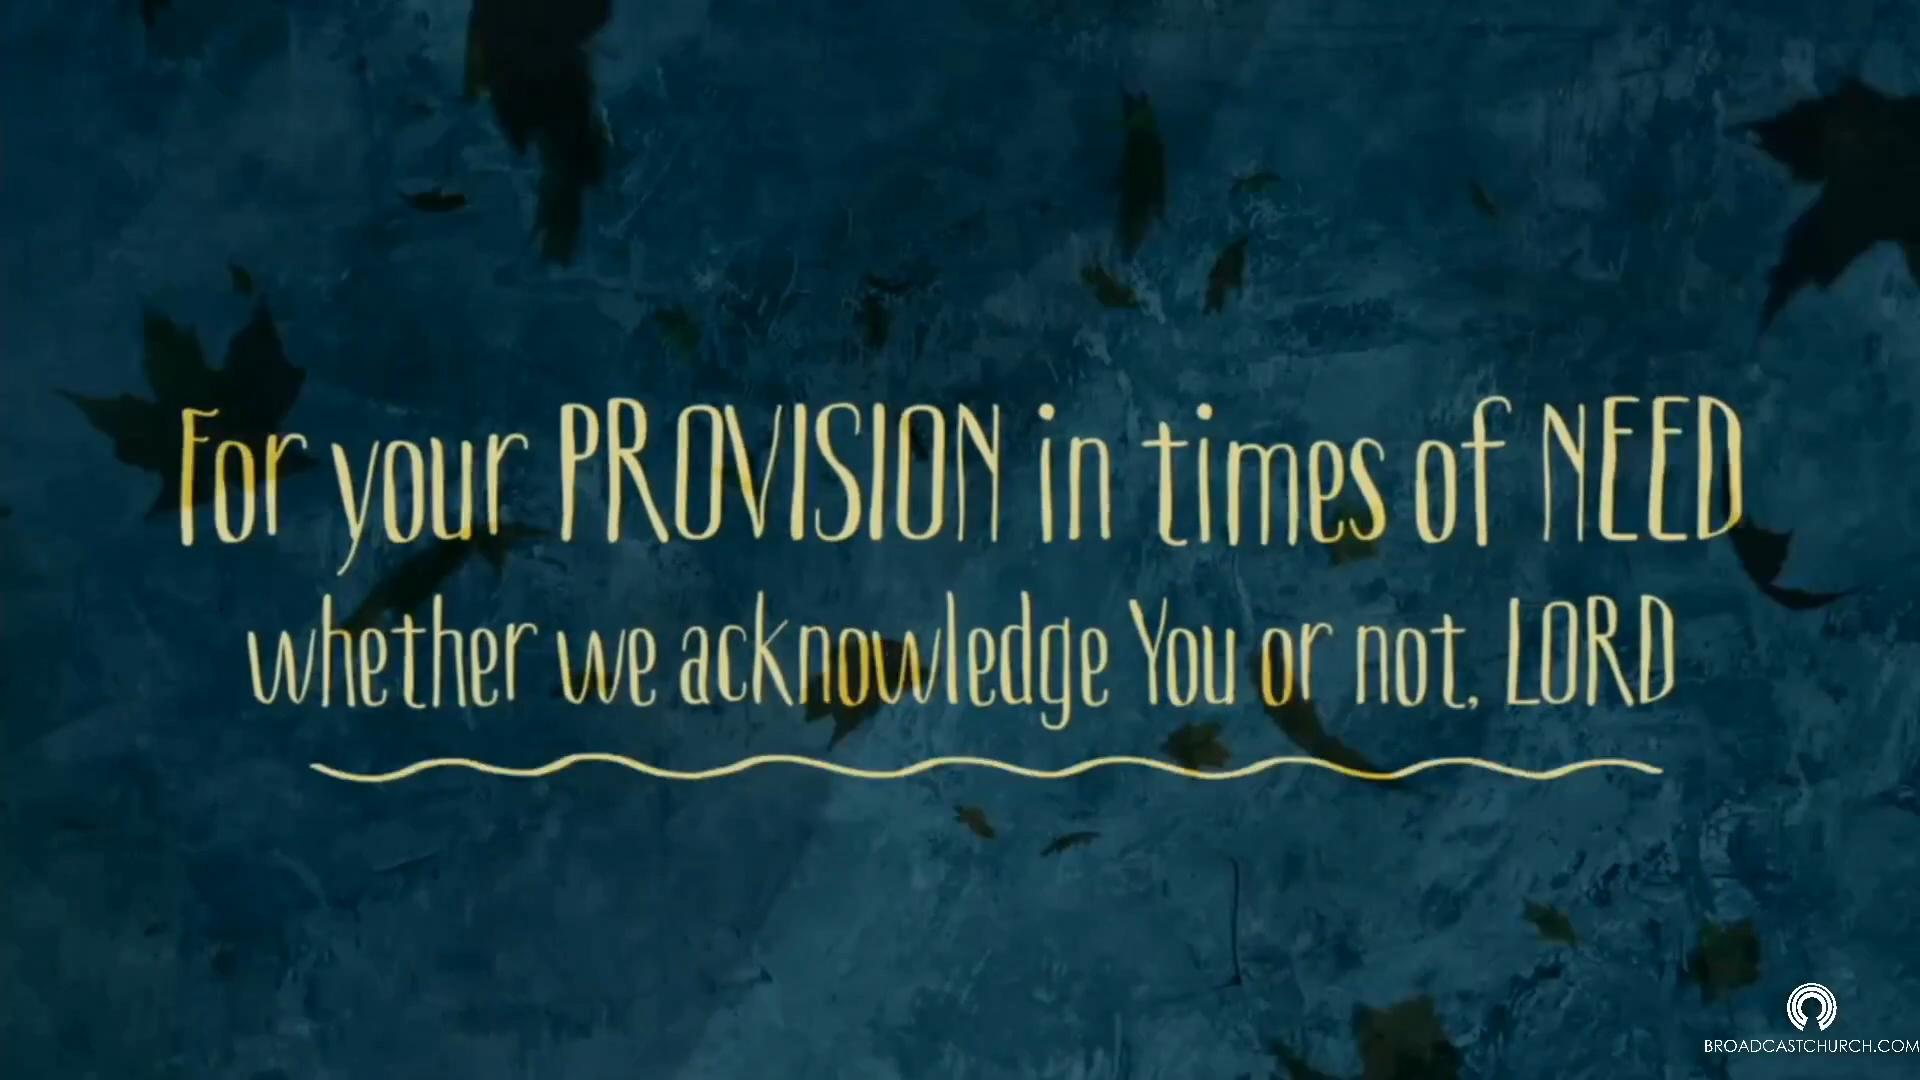 For your PROVISION in times of NEED
whether we acknowledge You or not, LORD
BROADCASTCHURCH.COM